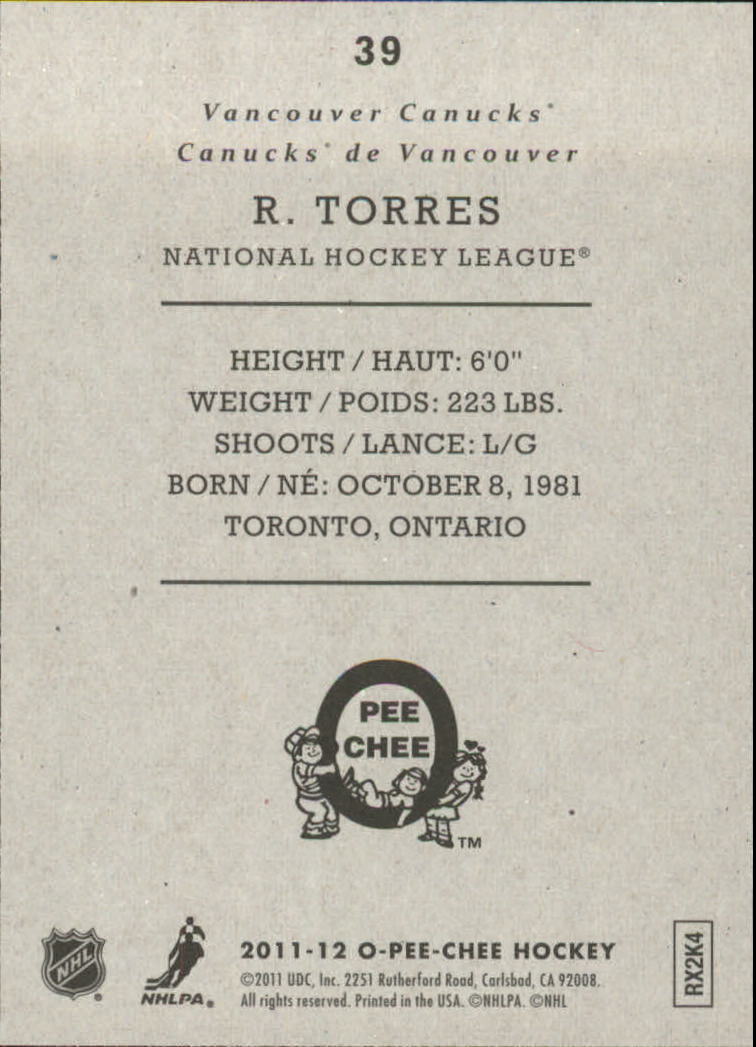 39
Vancouver Canucks*
Canucks* de Vancouver
R. TORRES
NATIONAL HOCKEY LEAGUE®
HEIGHT / HAUT: 6'0"
WEIGHT / POIDS: 223 LBS.
SHOOTS / LANCE: L/G
BORN / NÉ: OCTOBER 8, 1981
TORONTO, ONTARIO
O
PEE
CHEE
TM
NHL
®
NHLPA®
2011-12 O-PEE-CHEE HOCKEY
©2011 UDC, Inc. 2251 Rutherford Road, Carlsbad, CA 92008.
All rights reserved. Printed in the USA. ©NHLPA. ©NHL
RX2K4